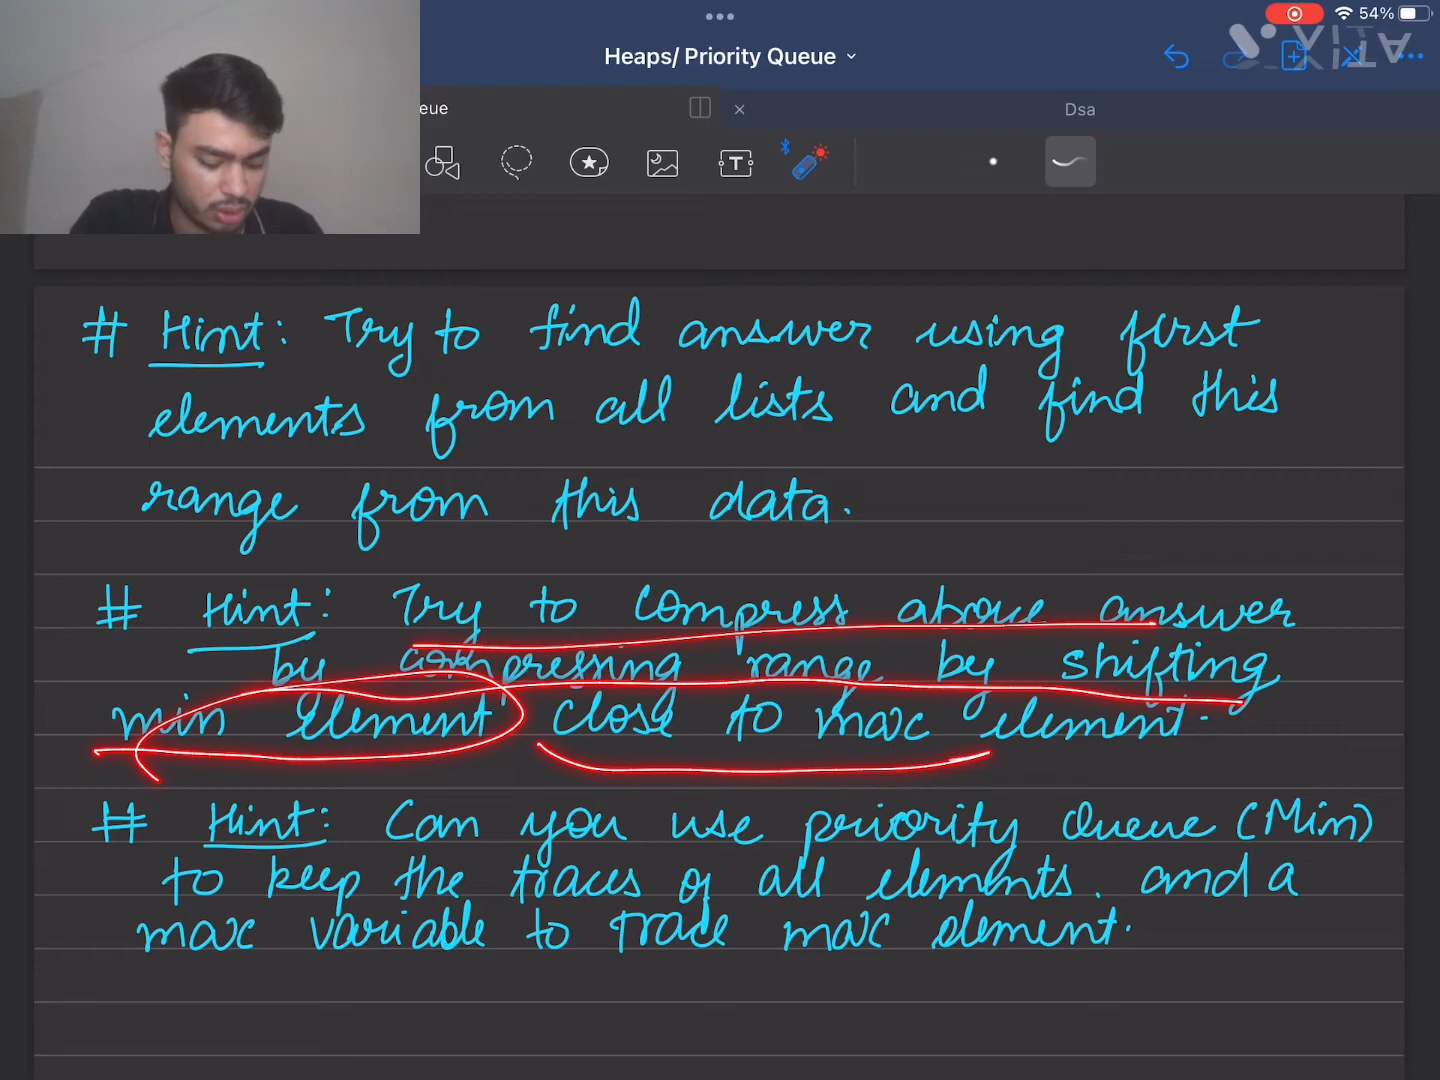 54%
Heaps/ Priority Queue
VITA
eue
Dsa
T
# Hint: Try to find answer using first
elements from all lists and find this
range from this data.
# Hint: Try to compress above answer
by compressing range by shifting
min element close to max element.
# Hint: Can you use priority Queue (Min)
to keep the traces of all elements. and a
max variable to trace max element.